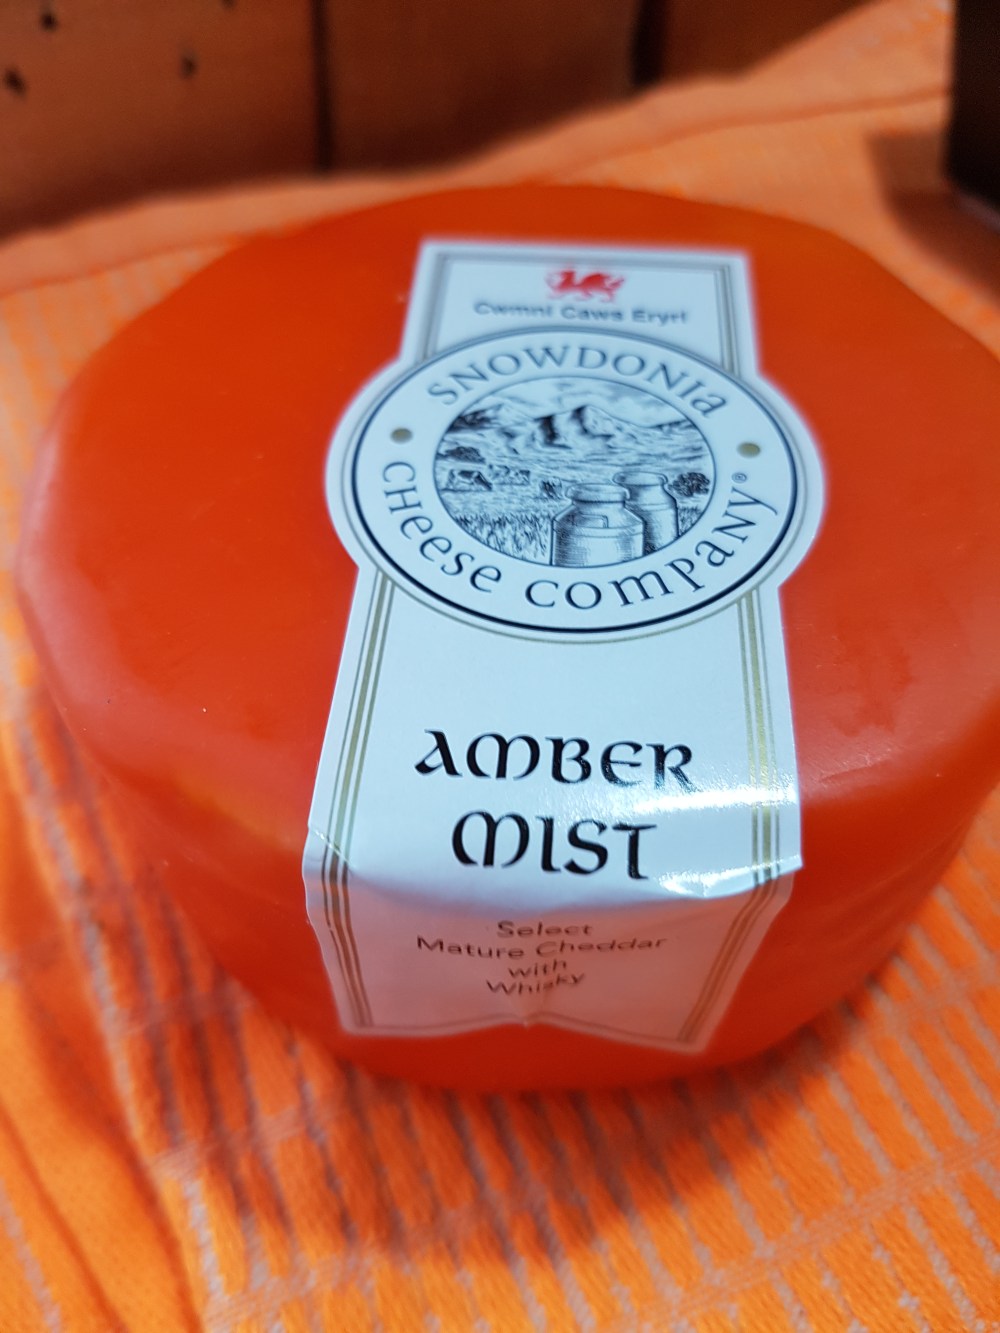 Cwmni Caws Eryri
SNOWDONIA
CHEESE COMPANY®
AMBER
MIST
Select
Mature Cheddar
with
Whisky